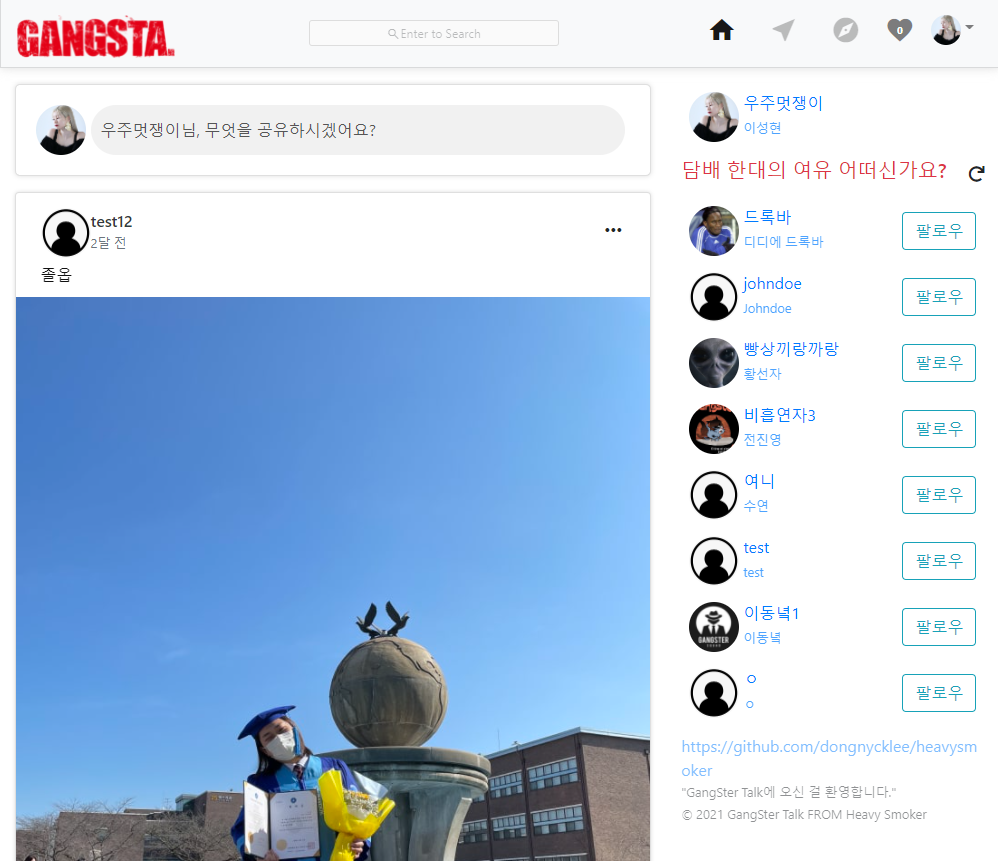 GANGSTA.
Enter to Search
0
우주멋쟁이님, 무엇을 공유하시겠어요?
test12
2달 전
졸옵
우주멋쟁이
이성현
담배 한대의 여유 어떠신가요?
드록바
디디에 드록바
팔로우
johndoe
Johndoe
팔로우
빵상끼랑까랑
황선자
팔로우
비흡연자3
전진영
팔로우
여니
수연
팔로우
test
test
팔로우
이동녘1
이동녘
팔로우
ㅇ
ㅇ
팔로우
https://github.com/dongnycklee/heavysm
oker
"GangSter Talk에 오신 걸 환영합니다."
© 2021 GangSter Talk FROM Heavy Smoker
GANGSTER